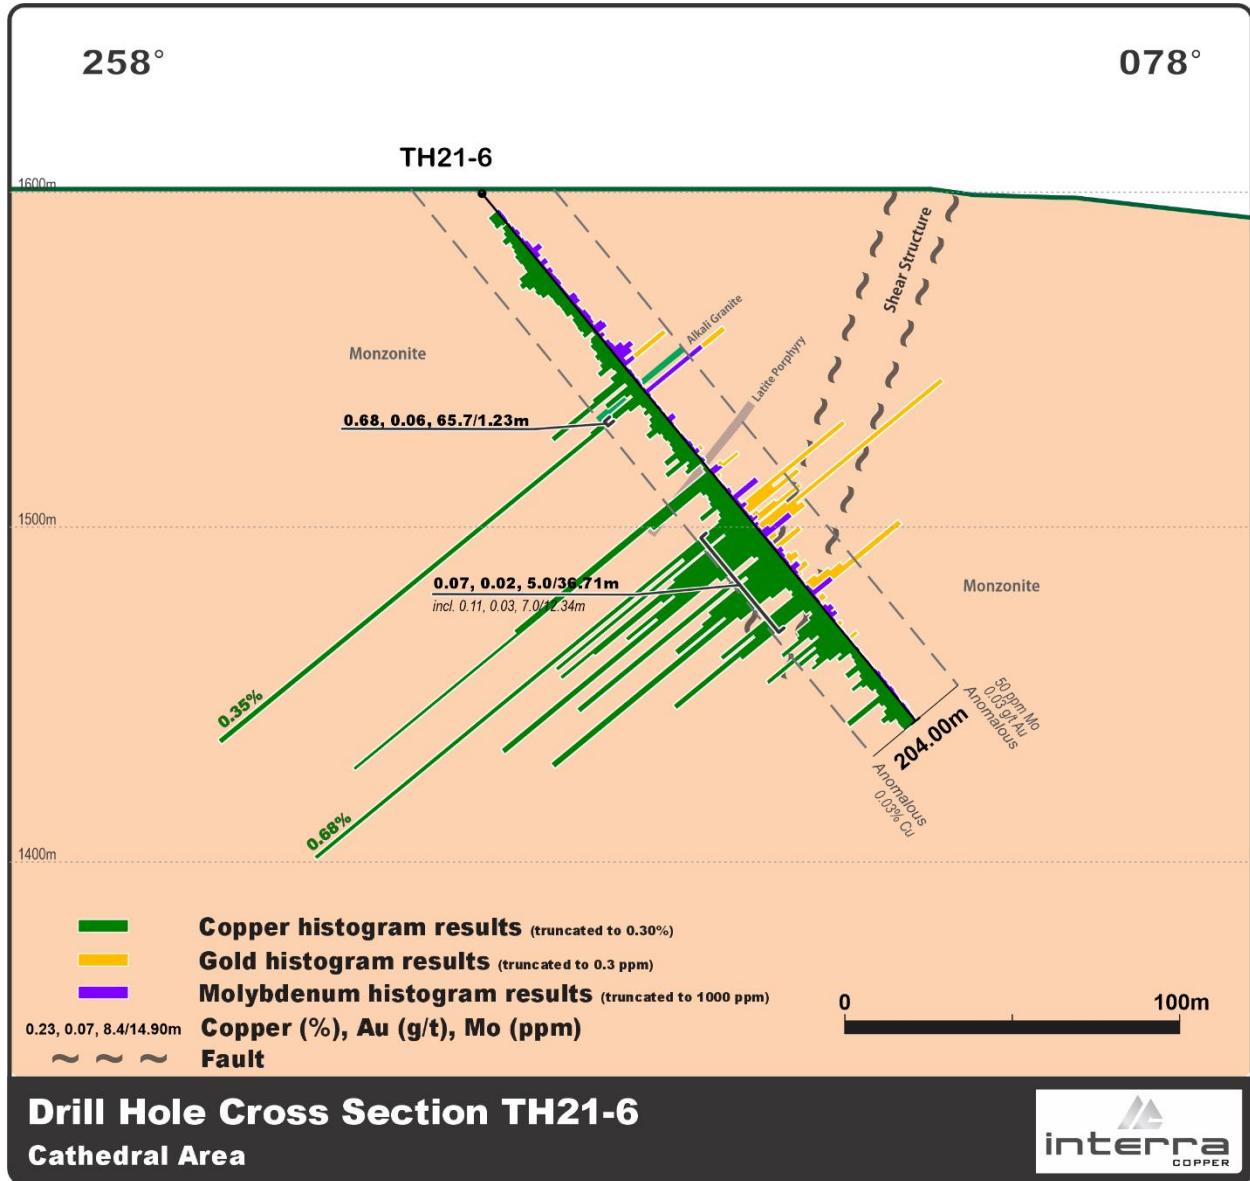 258°
078°
TH21-6
1600m
Shear Structure
Alkali Granite
Monzonite
Latite Porphyry
0.68, 0.06, 65.7/1.23m
1500m
0.07, 0.02, 5.0/36.71m
incl. 0.11, 0.03, 7.0/12.34m
Monzonite
0.35%
50 ppm Mo
0.03 g/t Au
Anomalous
204.00m
Anomalous
0.03% Cu
0.68%
1400m
Copper histogram results (truncated to 0.30%)
Gold histogram results (truncated to 0.3 ppm)
Molybdenum histogram results (truncated to 1000 ppm)
0 100m
0.23, 0.07, 8.4/14.90m Copper (%), Au (g/t), Mo (ppm)
Fault
Drill Hole Cross Section TH21-6
Cathedral Area
interra
COPPER